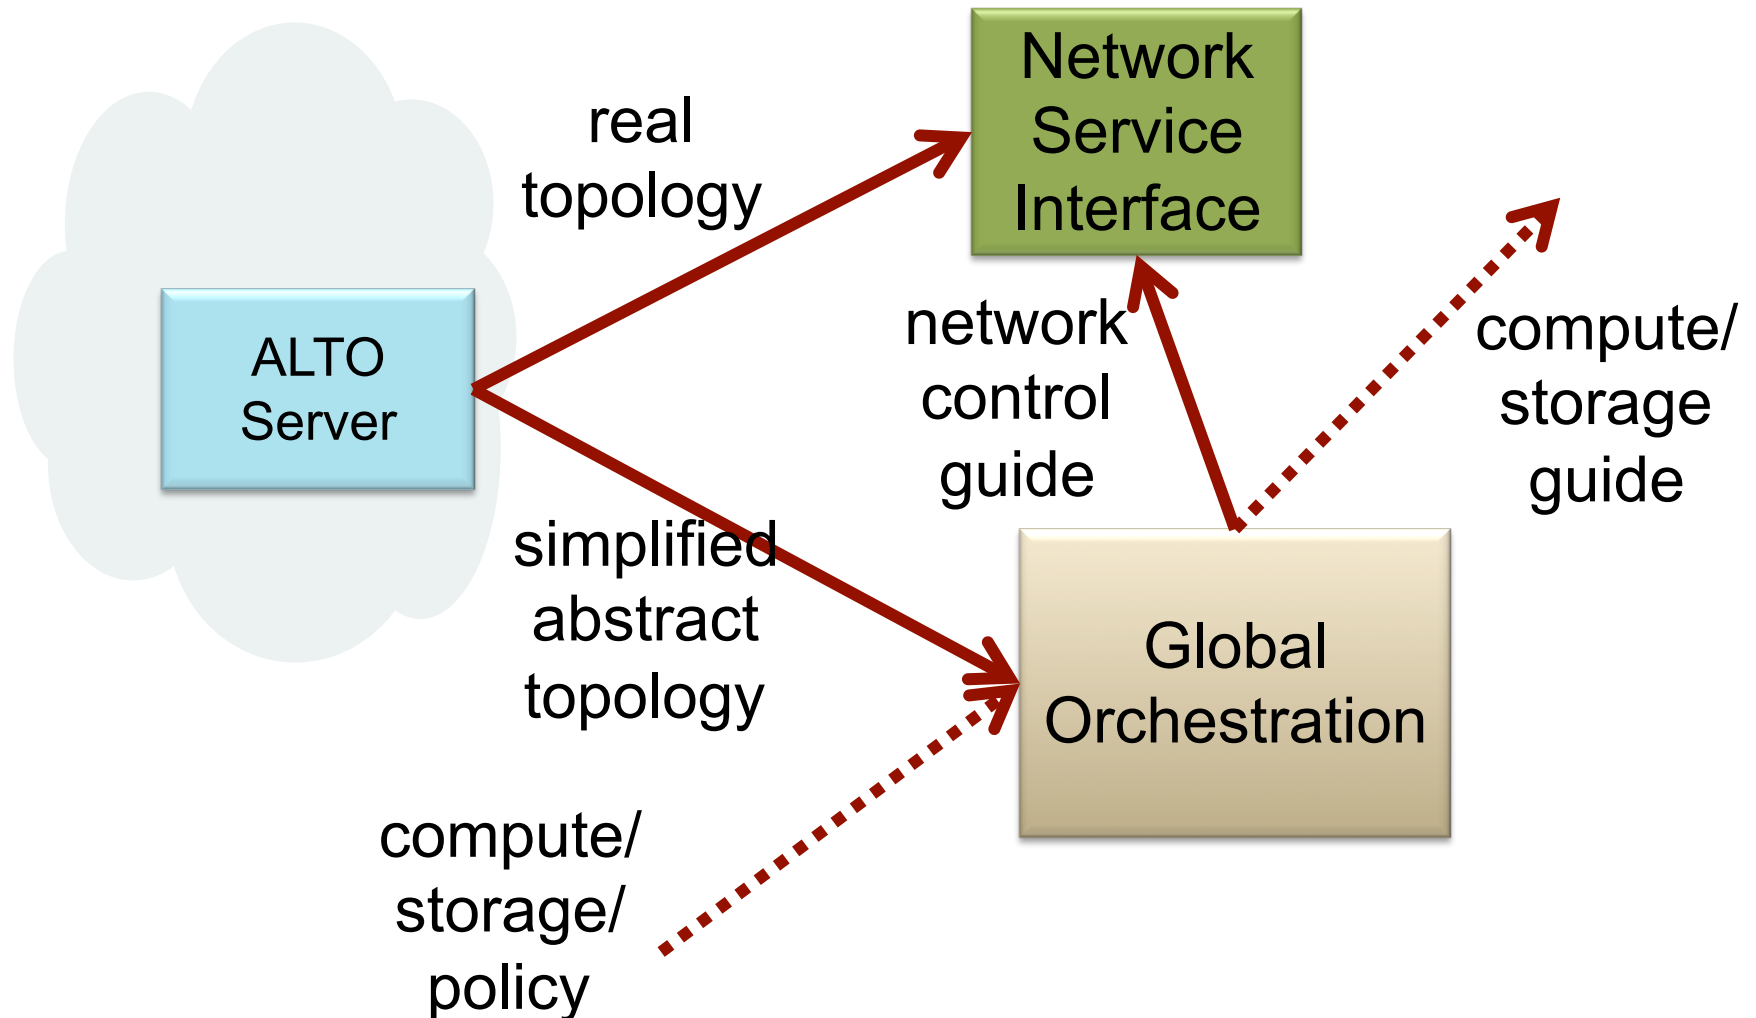 real
topology
Network
Service
Interface
ALTO
Server
network
control
guide
compute/
storage
guide
simplified
abstract
topology
Global
Orchestration
compute/
storage/
policy